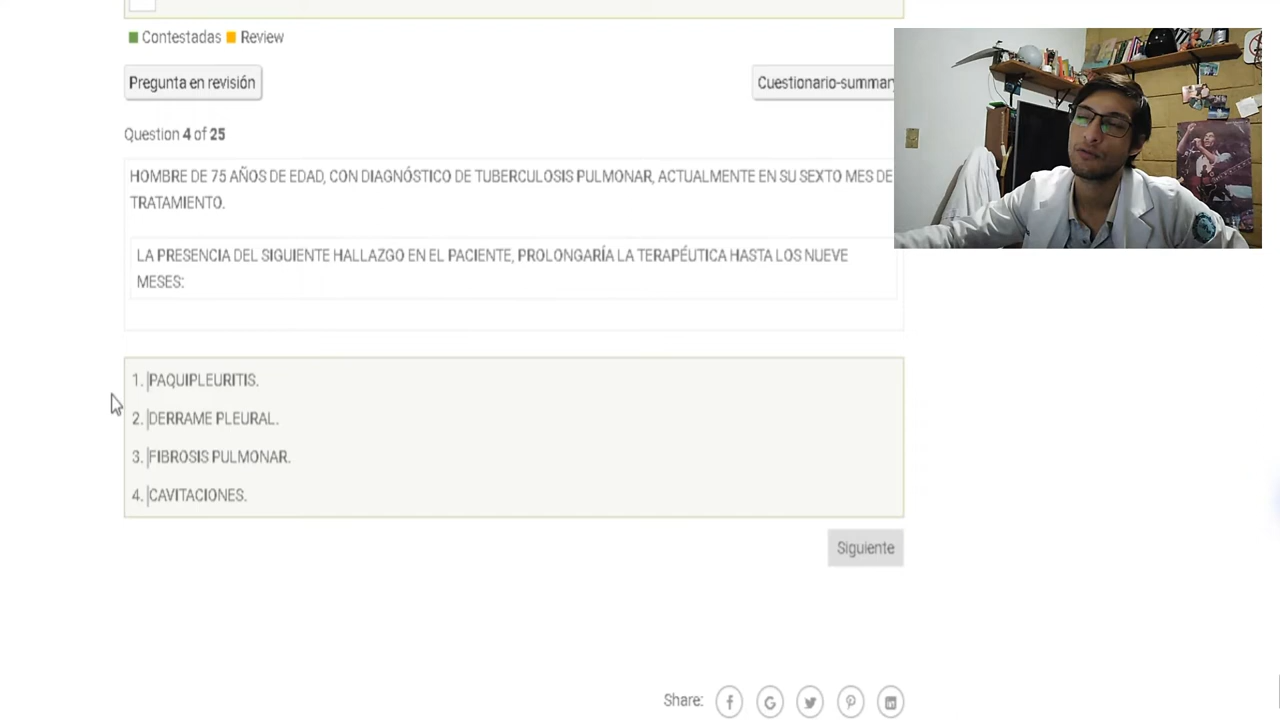 Contestadas Review
Pregunta en revisión
Cuestionario-summary
Question 4 of 25
HOMBRE DE 75 AÑOS DE EDAD, CON DIAGNÓSTICO DE TUBERCULOSIS PULMONAR, ACTUALMENTE EN SU SEXTO MES DE
TRATAMIENTO.
LA PRESENCIA DEL SIGUIENTE HALLAZGO EN EL PACIENTE, PROLONGARÍA LA TERAPÉUTICA HASTA LOS NUEVE
MESES:
1. PAQUIPLEURITIS.
2. DERRAME PLEURAL.
3. FIBROSIS PULMONAR.
4. CAVITACIONES.
Siguiente
Share: